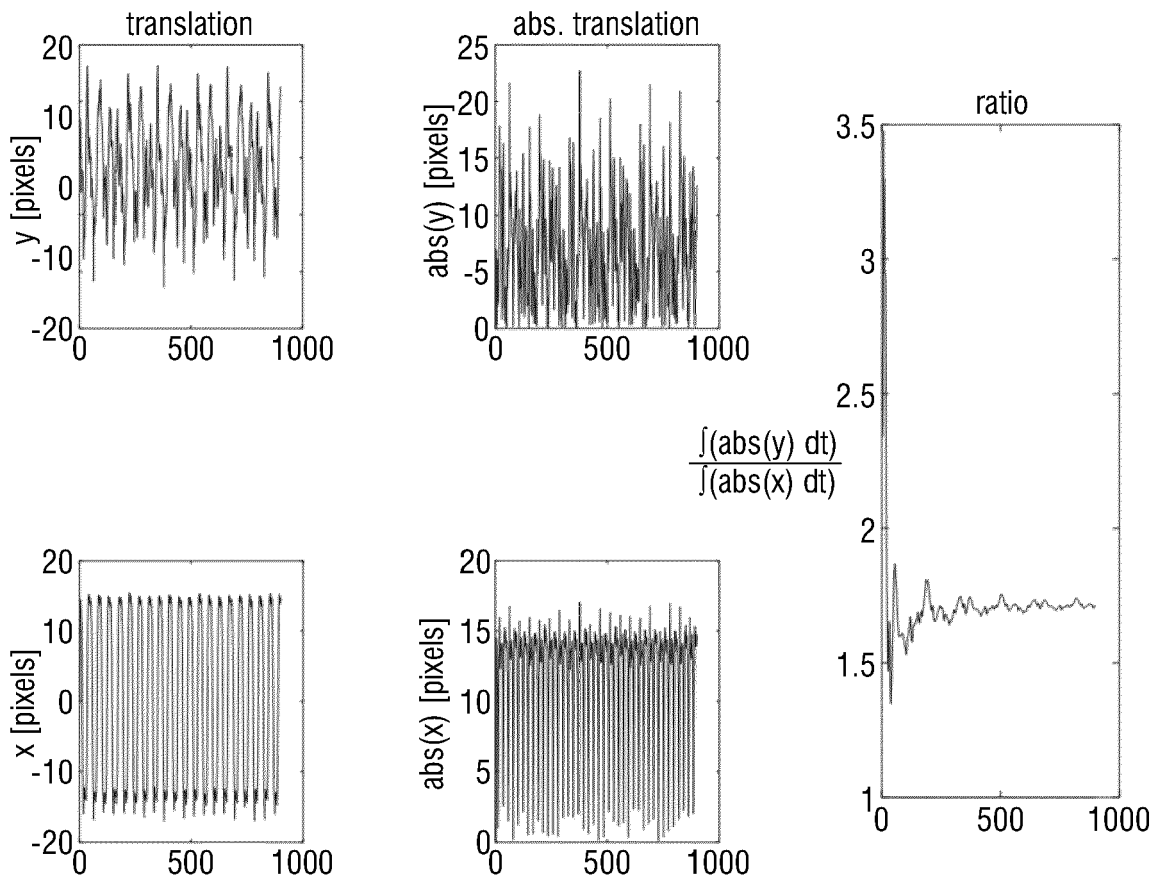 translation
20
10
0
-10
-20
y [pixels]
0 500 1000
abs. translation
25
20
15
10
-5
0
abs(y) [pixels]
0 500 1000
20
10
0
-10
-20
x [pixels]
0 500 1000
20
15
10
5
0
abs(x) [pixels]
0 500 1000
ratio
3.5
3
2.5
2
1.5
1
∫(abs(y) dt)
∫(abs(x) dt)
0 500 1000